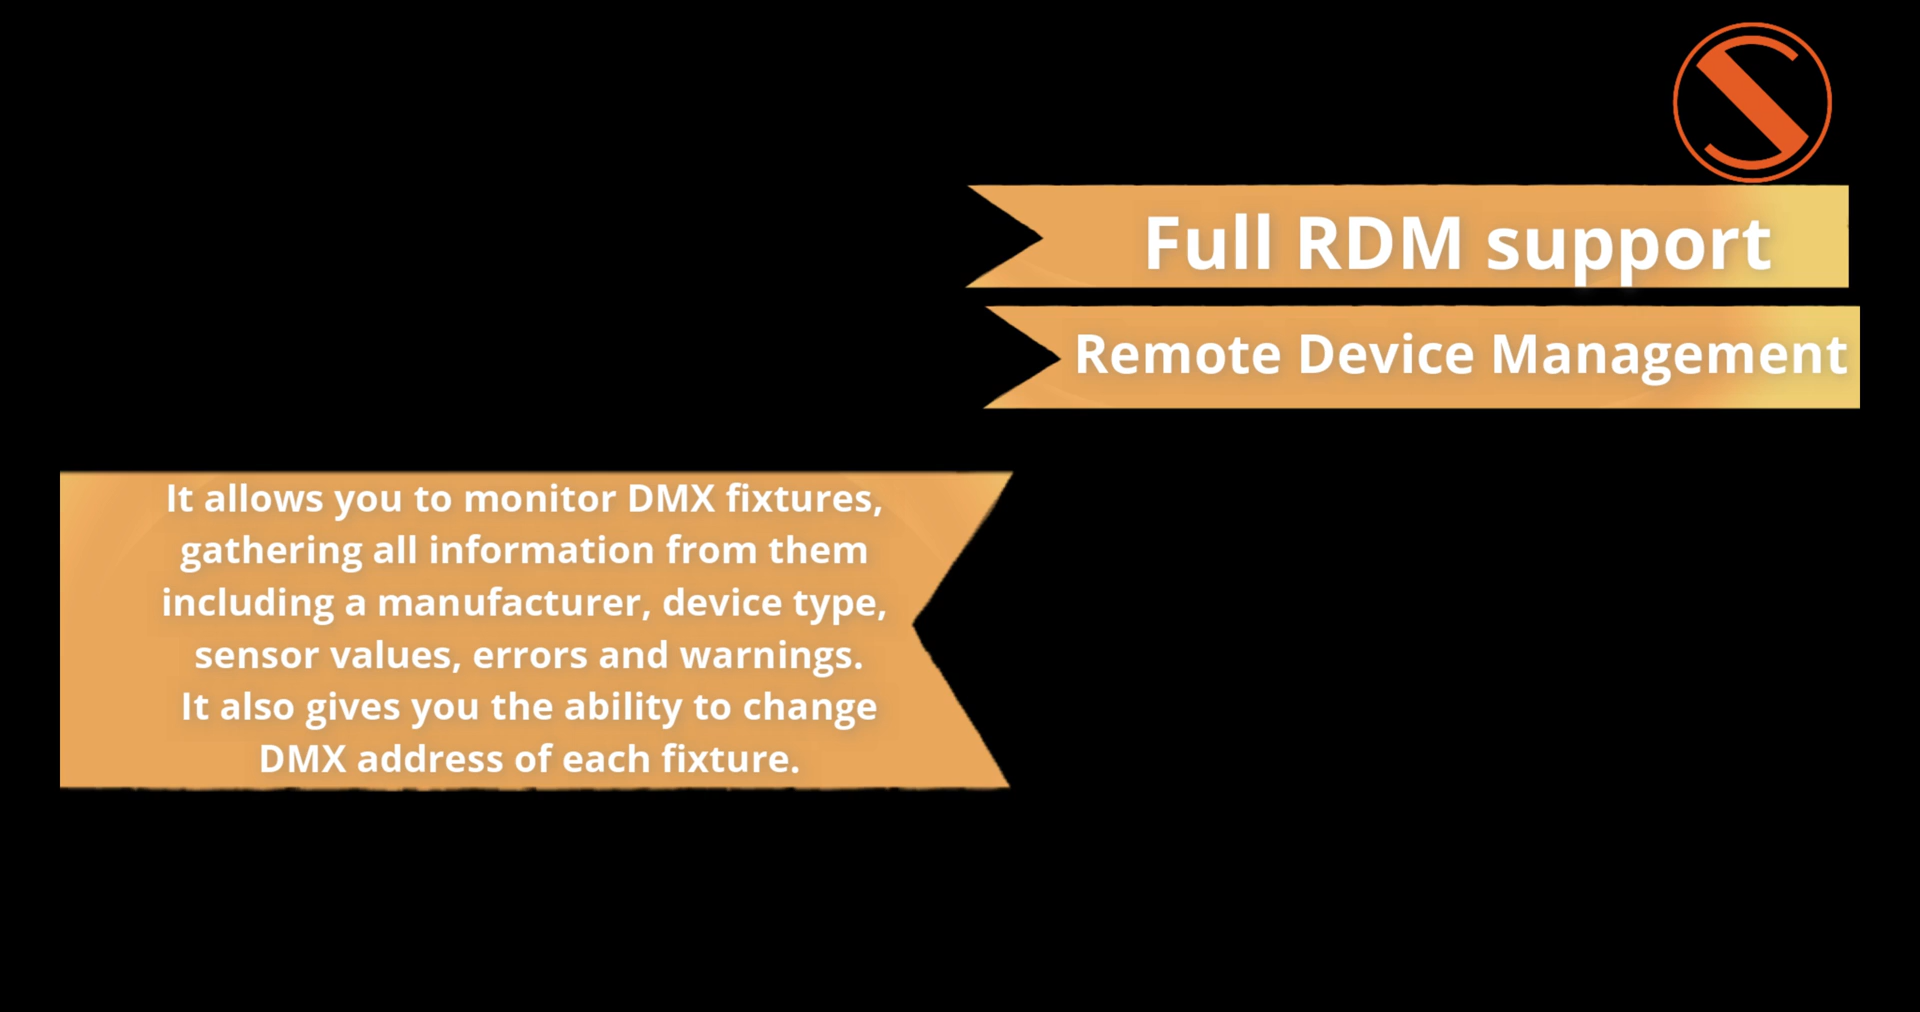 Full RDM support
Remote Device Management
It allows you to monitor DMX fixtures,
gathering all information from them
including a manufacturer, device type,
sensor values, errors and warnings.
It also gives you the ability to change
DMX address of each fixture.